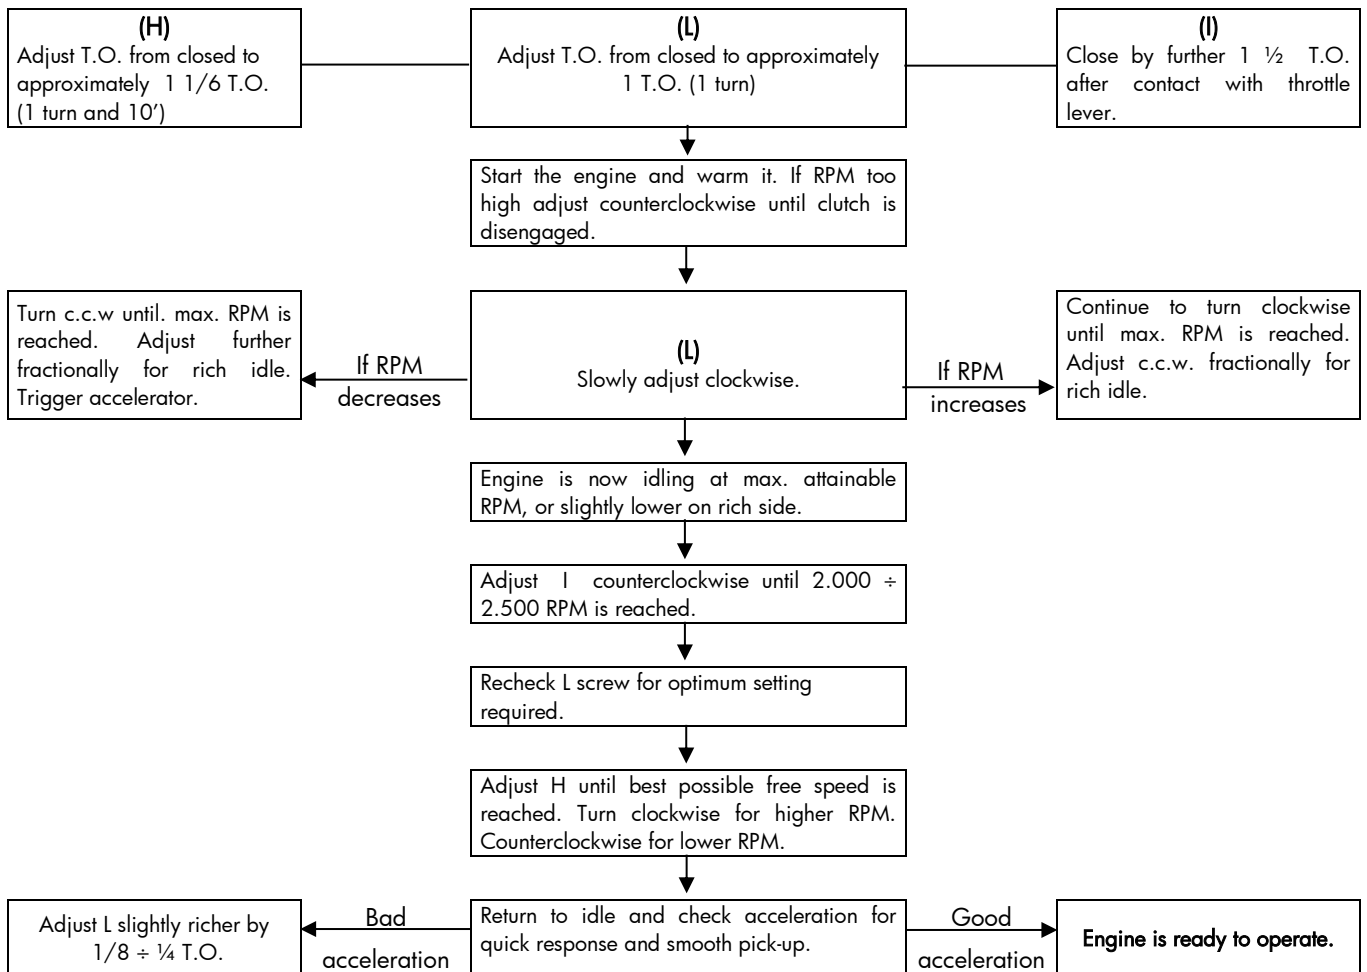 (H)
Adjust T.O. from closed to
approximately 1 1/6 T.O.
(1 turn and 10’)
(L)
Adjust T.O. from closed to approximately
1 T.O. (1 turn)
(I)
Close by further 1 ½ T.O.
after contact with throttle
lever.
Start the engine and warm it. If RPM too
high adjust counterclockwise until clutch is
disengaged.
Turn c.c.w until. max. RPM is
reached. Adjust further
fractionally for rich idle.
Trigger accelerator.
If RPM
decreases
(L)
Slowly adjust clockwise.
If RPM
increases
Continue to turn clockwise
until max. RPM is reached.
Adjust c.c.w. fractionally for
rich idle.
Engine is now idling at max. attainable
RPM, or slightly lower on rich side.
Adjust I counterclockwise until 2.000 ÷
2.500 RPM is reached.
Recheck L screw for optimum setting
required.
Adjust H until best possible free speed is
reached. Turn clockwise for higher RPM.
Counterclockwise for lower RPM.
Adjust L slightly richer by
1/8 ÷ ¼ T.O.
Bad
acceleration
Return to idle and check acceleration for
quick response and smooth pick-up.
Good
acceleration
Engine is ready to operate.